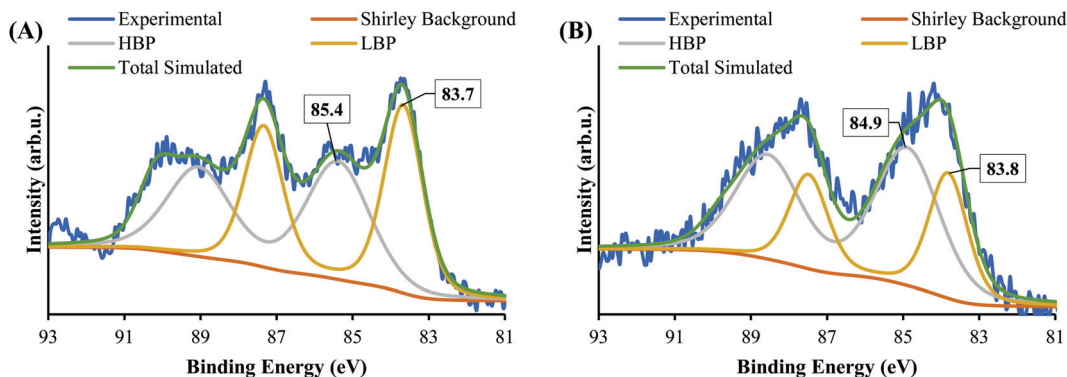 (A)
Experimental
Shirley Background
HBP
LBP
Total Simulated
85.4
83.7
Intensity (arb.u.)
93 91 89 87 85 83 81
Binding Energy (eV)
(B)
Experimental
Shirley Background
HBP
LBP
Total Simulated
84.9
83.8
Intensity (arb.u.)
93 91 89 87 85 83 81
Binding Energy (eV)